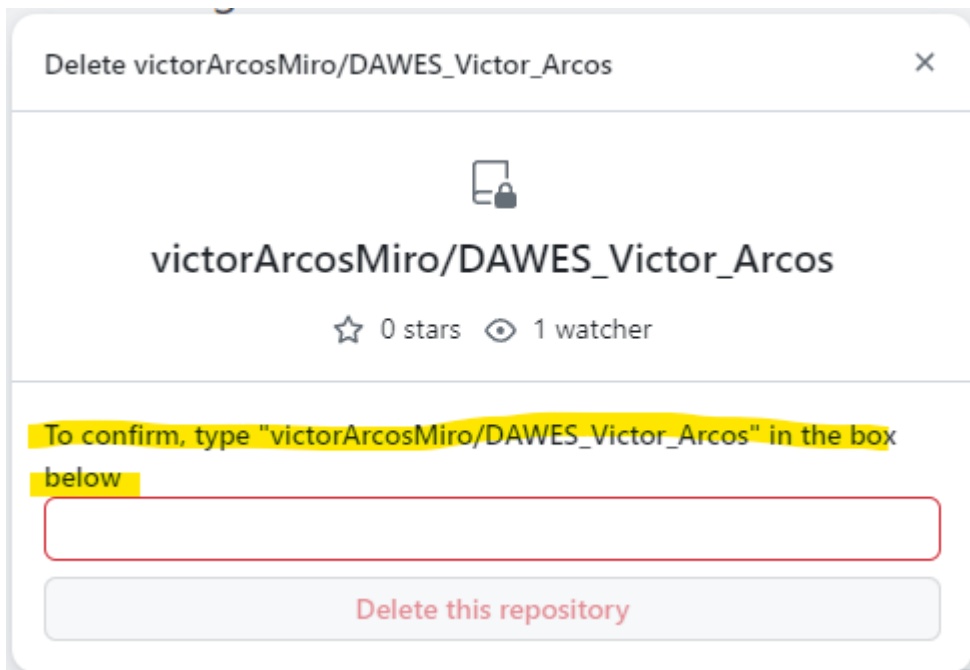 Delete victorArcosMiro/DAWES_Victor_Arcos
victorArcosMiro/DAWES_Victor_Arcos
0 stars 1 watcher
To confirm, type "victorArcosMiro/DAWES_Victor_Arcos" in the box
below
Delete this repository